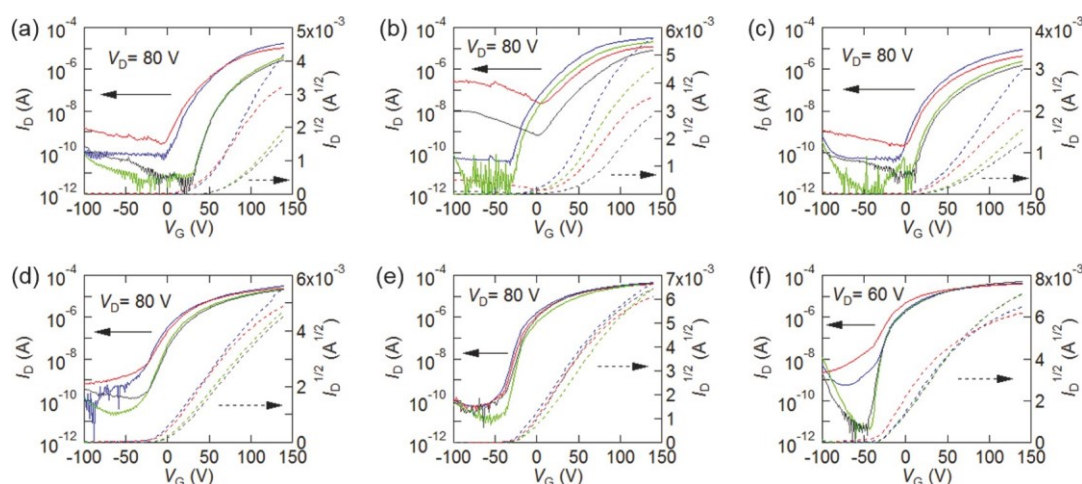 (a)
V_D = 80 V
I_D (A)
10^-4
10^-6
10^-8
10^-10
10^-12
5x10^-3
4
3
2
1
0
I_D^1/2 (A^1/2)
-100 -50 0 50 100 150
V_G (V)
(b)
V_D = 80 V
I_D (A)
10^-4
10^-6
10^-8
10^-10
10^-12
6x10^-3
5
4
3
2
1
0
I_D^1/2 (A^1/2)
-100 -50 0 50 100 150
V_G (V)
(c)
V_D = 80 V
I_D (A)
10^-4
10^-6
10^-8
10^-10
10^-12
4x10^-3
3
2
1
0
I_D^1/2 (A^1/2)
-100 -50 0 50 100 150
V_G (V)
(d)
V_D = 80 V
I_D (A)
10^-4
10^-6
10^-8
10^-10
10^-12
6x10^-3
4
2
0
I_D^1/2 (A^1/2)
-100 -50 0 50 100 150
V_G (V)
(e)
V_D = 80 V
I_D (A)
10^-4
10^-6
10^-8
10^-10
10^-12
7x10^-3
6
5
4
3
2
1
0
I_D^1/2 (A^1/2)
-100 -50 0 50 100 150
V_G (V)
(f)
V_D = 60 V
I_D (A)
10^-4
10^-6
10^-8
10^-10
10^-12
8x10^-3
6
4
2
0
I_D^1/2 (A^1/2)
-100 -50 0 50 100 150
V_G (V)